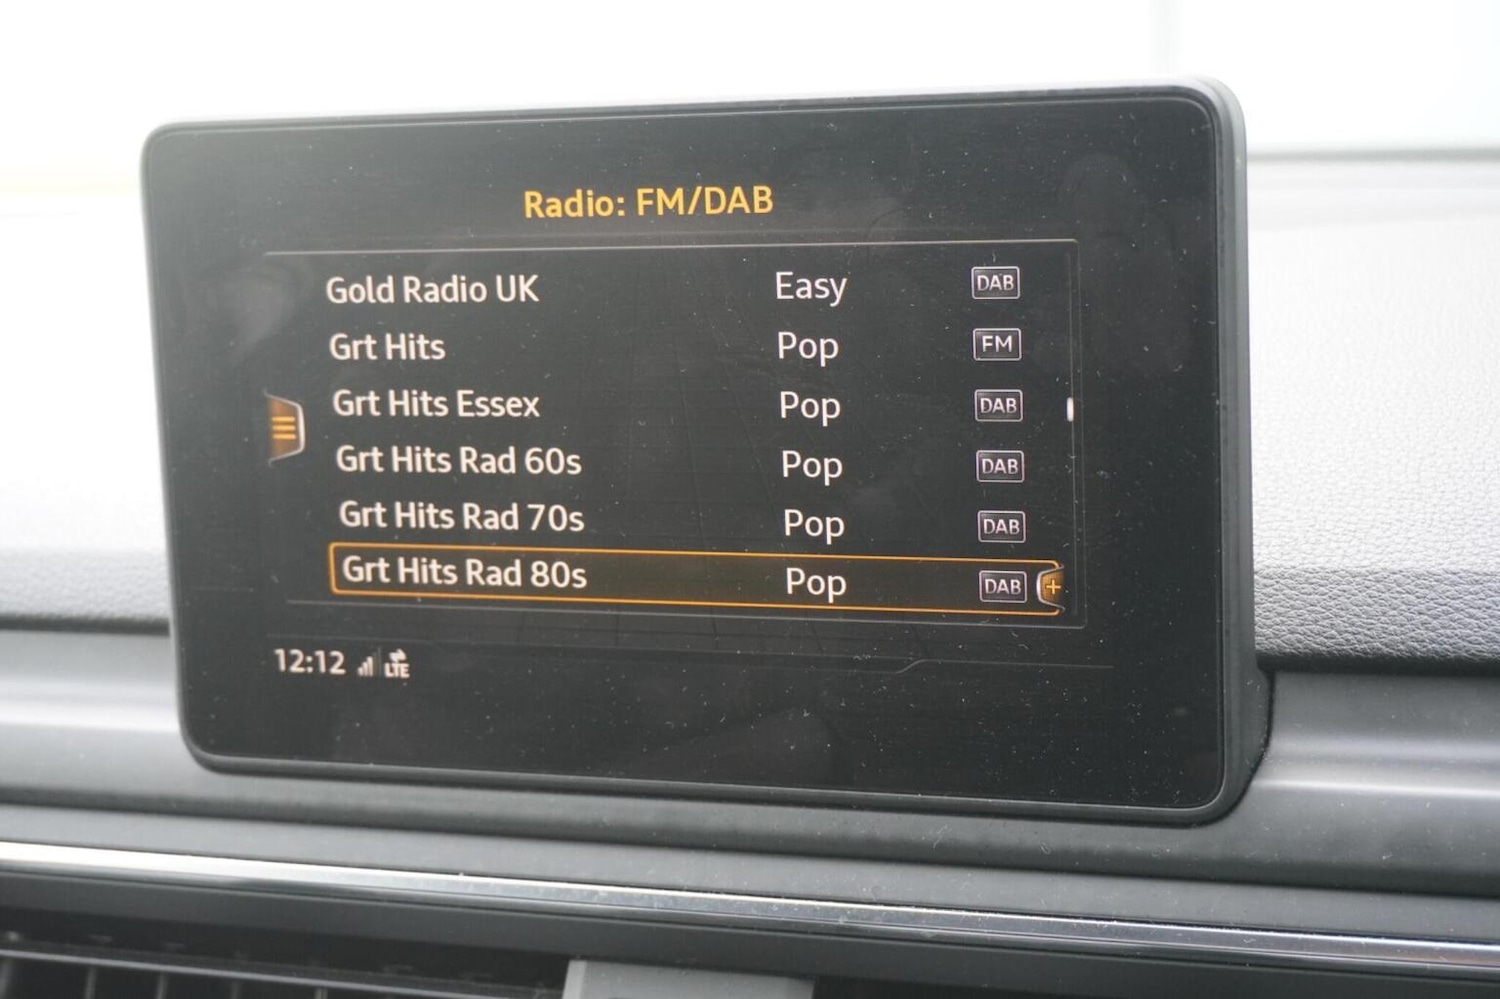 Radio: FM/DAB
Gold Radio UK Easy DAB
Grt Hits Pop FM
Grt Hits Essex Pop DAB
Grt Hits Rad 60s Pop DAB
Grt Hits Rad 70s Pop DAB
Grt Hits Rad 80s Pop DAB +
12:12 LTE